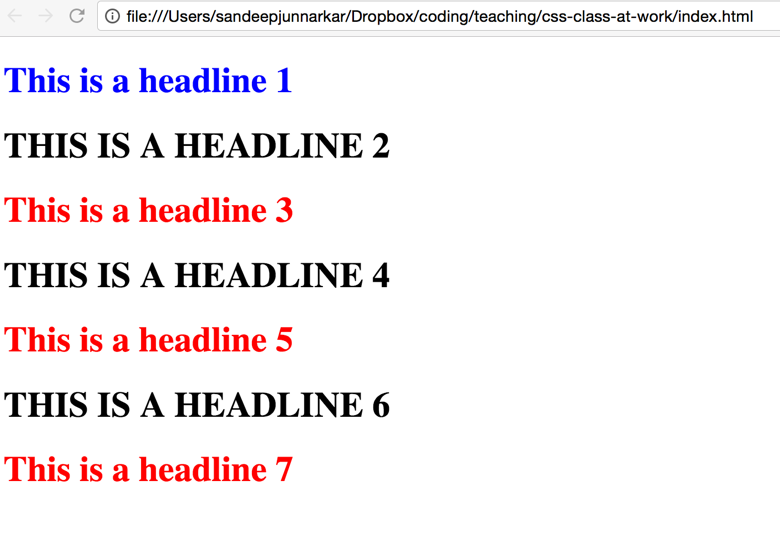 file:///Users/sandeepjunnarkar/Dropbox/coding/teaching/css-class-at-work/index.html
This is a headline 1
THIS IS A HEADLINE 2
This is a headline 3
THIS IS A HEADLINE 4
This is a headline 5
THIS IS A HEADLINE 6
This is a headline 7